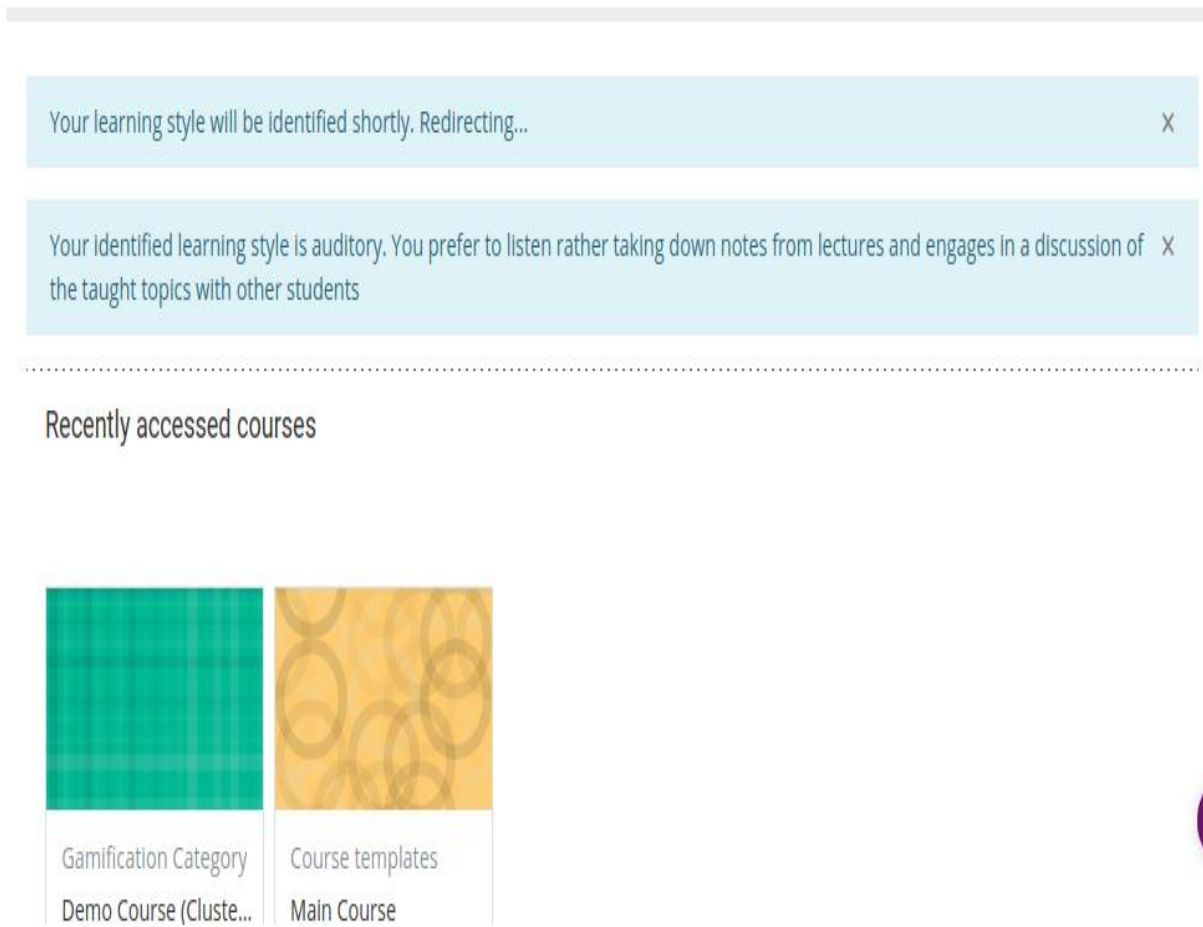 Your learning style will be identified shortly. Redirecting...
×
Your identified learning style is auditory. You prefer to listen rather taking down notes from lectures and engages in a discussion of
×
the taught topics with other students
Recently accessed courses
Gamification Category
Demo Course (Cluste...
Course templates
Main Course